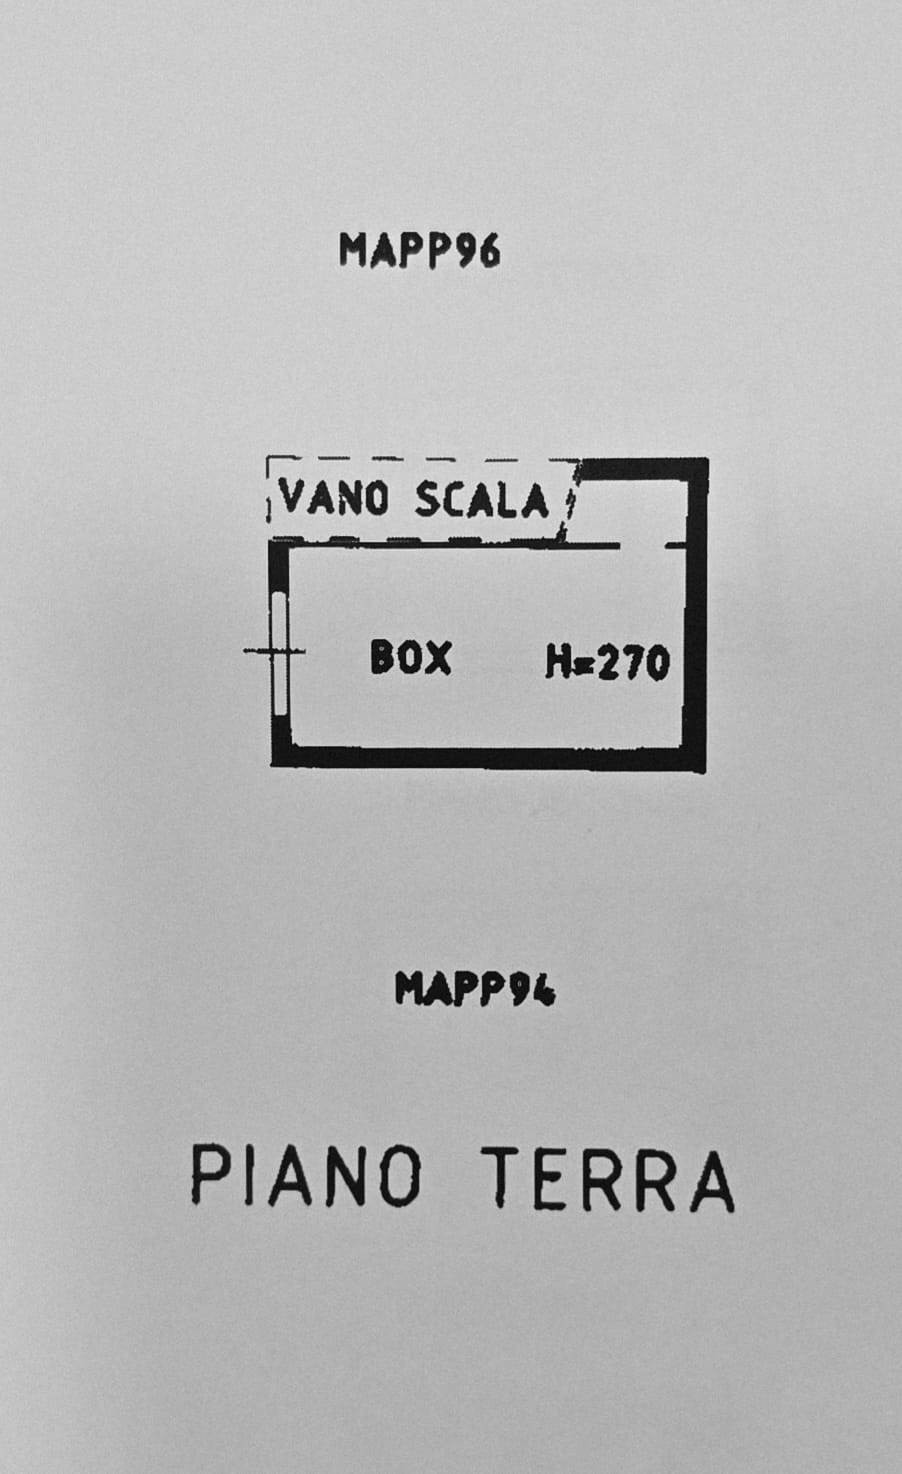 MAPP96
VANO SCALA
BOX H=270
MAPP94
PIANO TERRA